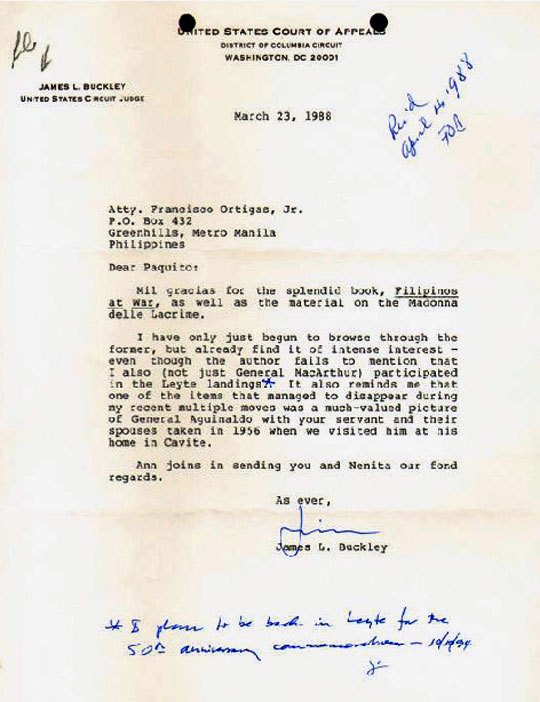 file
UNITED STATES COURT OF APPEALS
DISTRICT OF COLUMBIA CIRCUIT
WASHINGTON, DC 20001
JAMES L. BUCKLEY
UNITED STATES CIRCUIT JUDGE
March 23, 1988
Rec'd
April 14, 1988
Atty. Francisco Ortigas, Jr.
P.O. Box 432
Greenhills, Metro Manila
Philippines
Dear Paquito:
Mil gracias for the splendid book, Filipinos
at War, as well as the material on the Madonna
delle Lacrime.
I have only just begun to browse through the
former, but already find it of intense interest -
even though the author fails to mention that
I also (not just General MacArthur) participated
in the Leyte landings.* It also reminds me that
one of the items that managed to disappear during
my recent multiple moves was a much-valued picture
of General Aguinaldo with your servant and their
spouses taken in 1956 when we visited him at his
home in Cavite.
Ann joins in sending you and Nenita our fond
regards.
As ever,
Jim
James L. Buckley
* I plan to be back in Leyte for the
50th anniversary commemoration - 10/20/94
Jim